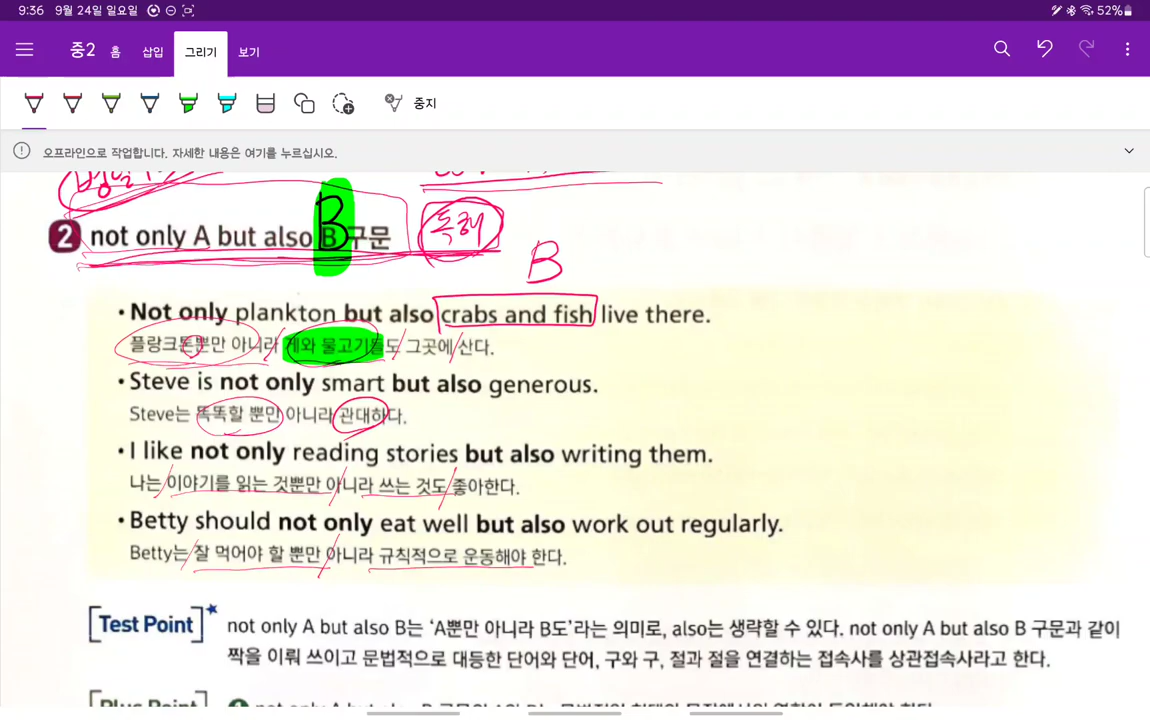 9:36 9월 24일 일요일 52%
중2 홈 삽입 그리기 보기
중지
오프라인으로 작업합니다. 자세한 내용은 여기를 누르십시오.
B
2 not only A but also B 구문 독해
B
• Not only plankton but also crabs and fish live there.
플랑크톤뿐만 아니라 게와 물고기들도 그곳에 산다.
• Steve is not only smart but also generous.
Steve는 똑똑할 뿐만 아니라 관대하다.
• I like not only reading stories but also writing them.
나는 이야기를 읽는 것뿐만 아니라 쓰는 것도 좋아한다.
• Betty should not only eat well but also work out regularly.
Betty는 잘 먹어야 할 뿐만 아니라 규칙적으로 운동해야 한다.
[Test Point]★ not only A but also B는 ‘A뿐만 아니라 B도’라는 의미로, also는 생략할 수 있다. not only A but also B 구문과 같이
짝을 이뤄 쓰이고 문법적으로 대등한 단어와 단어, 구와 구, 절과 절을 연결하는 접속사를 상관접속사라고 한다.
[Plus Point] not only A but also B